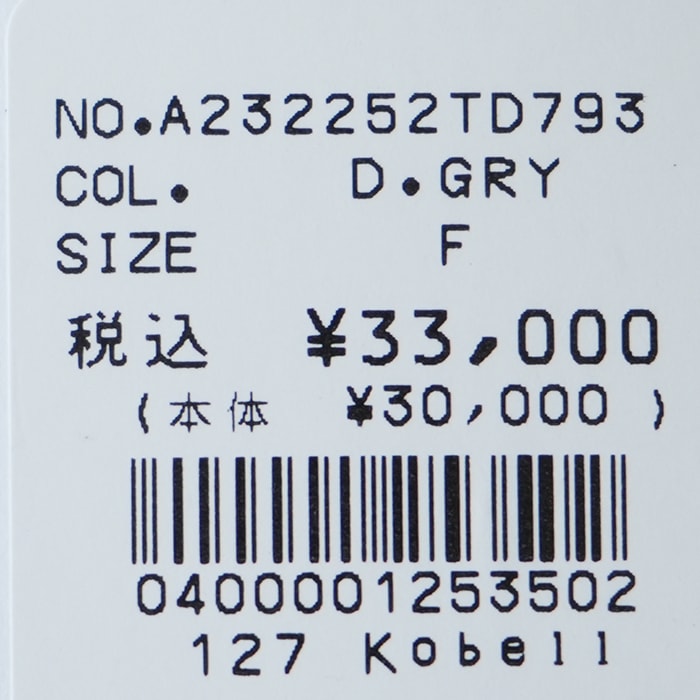 NO.A232252TD793
COL. D.GRY
SIZE F
税込 ¥33,000
(本体 ¥30,000)
0400001253502
127 Kobell